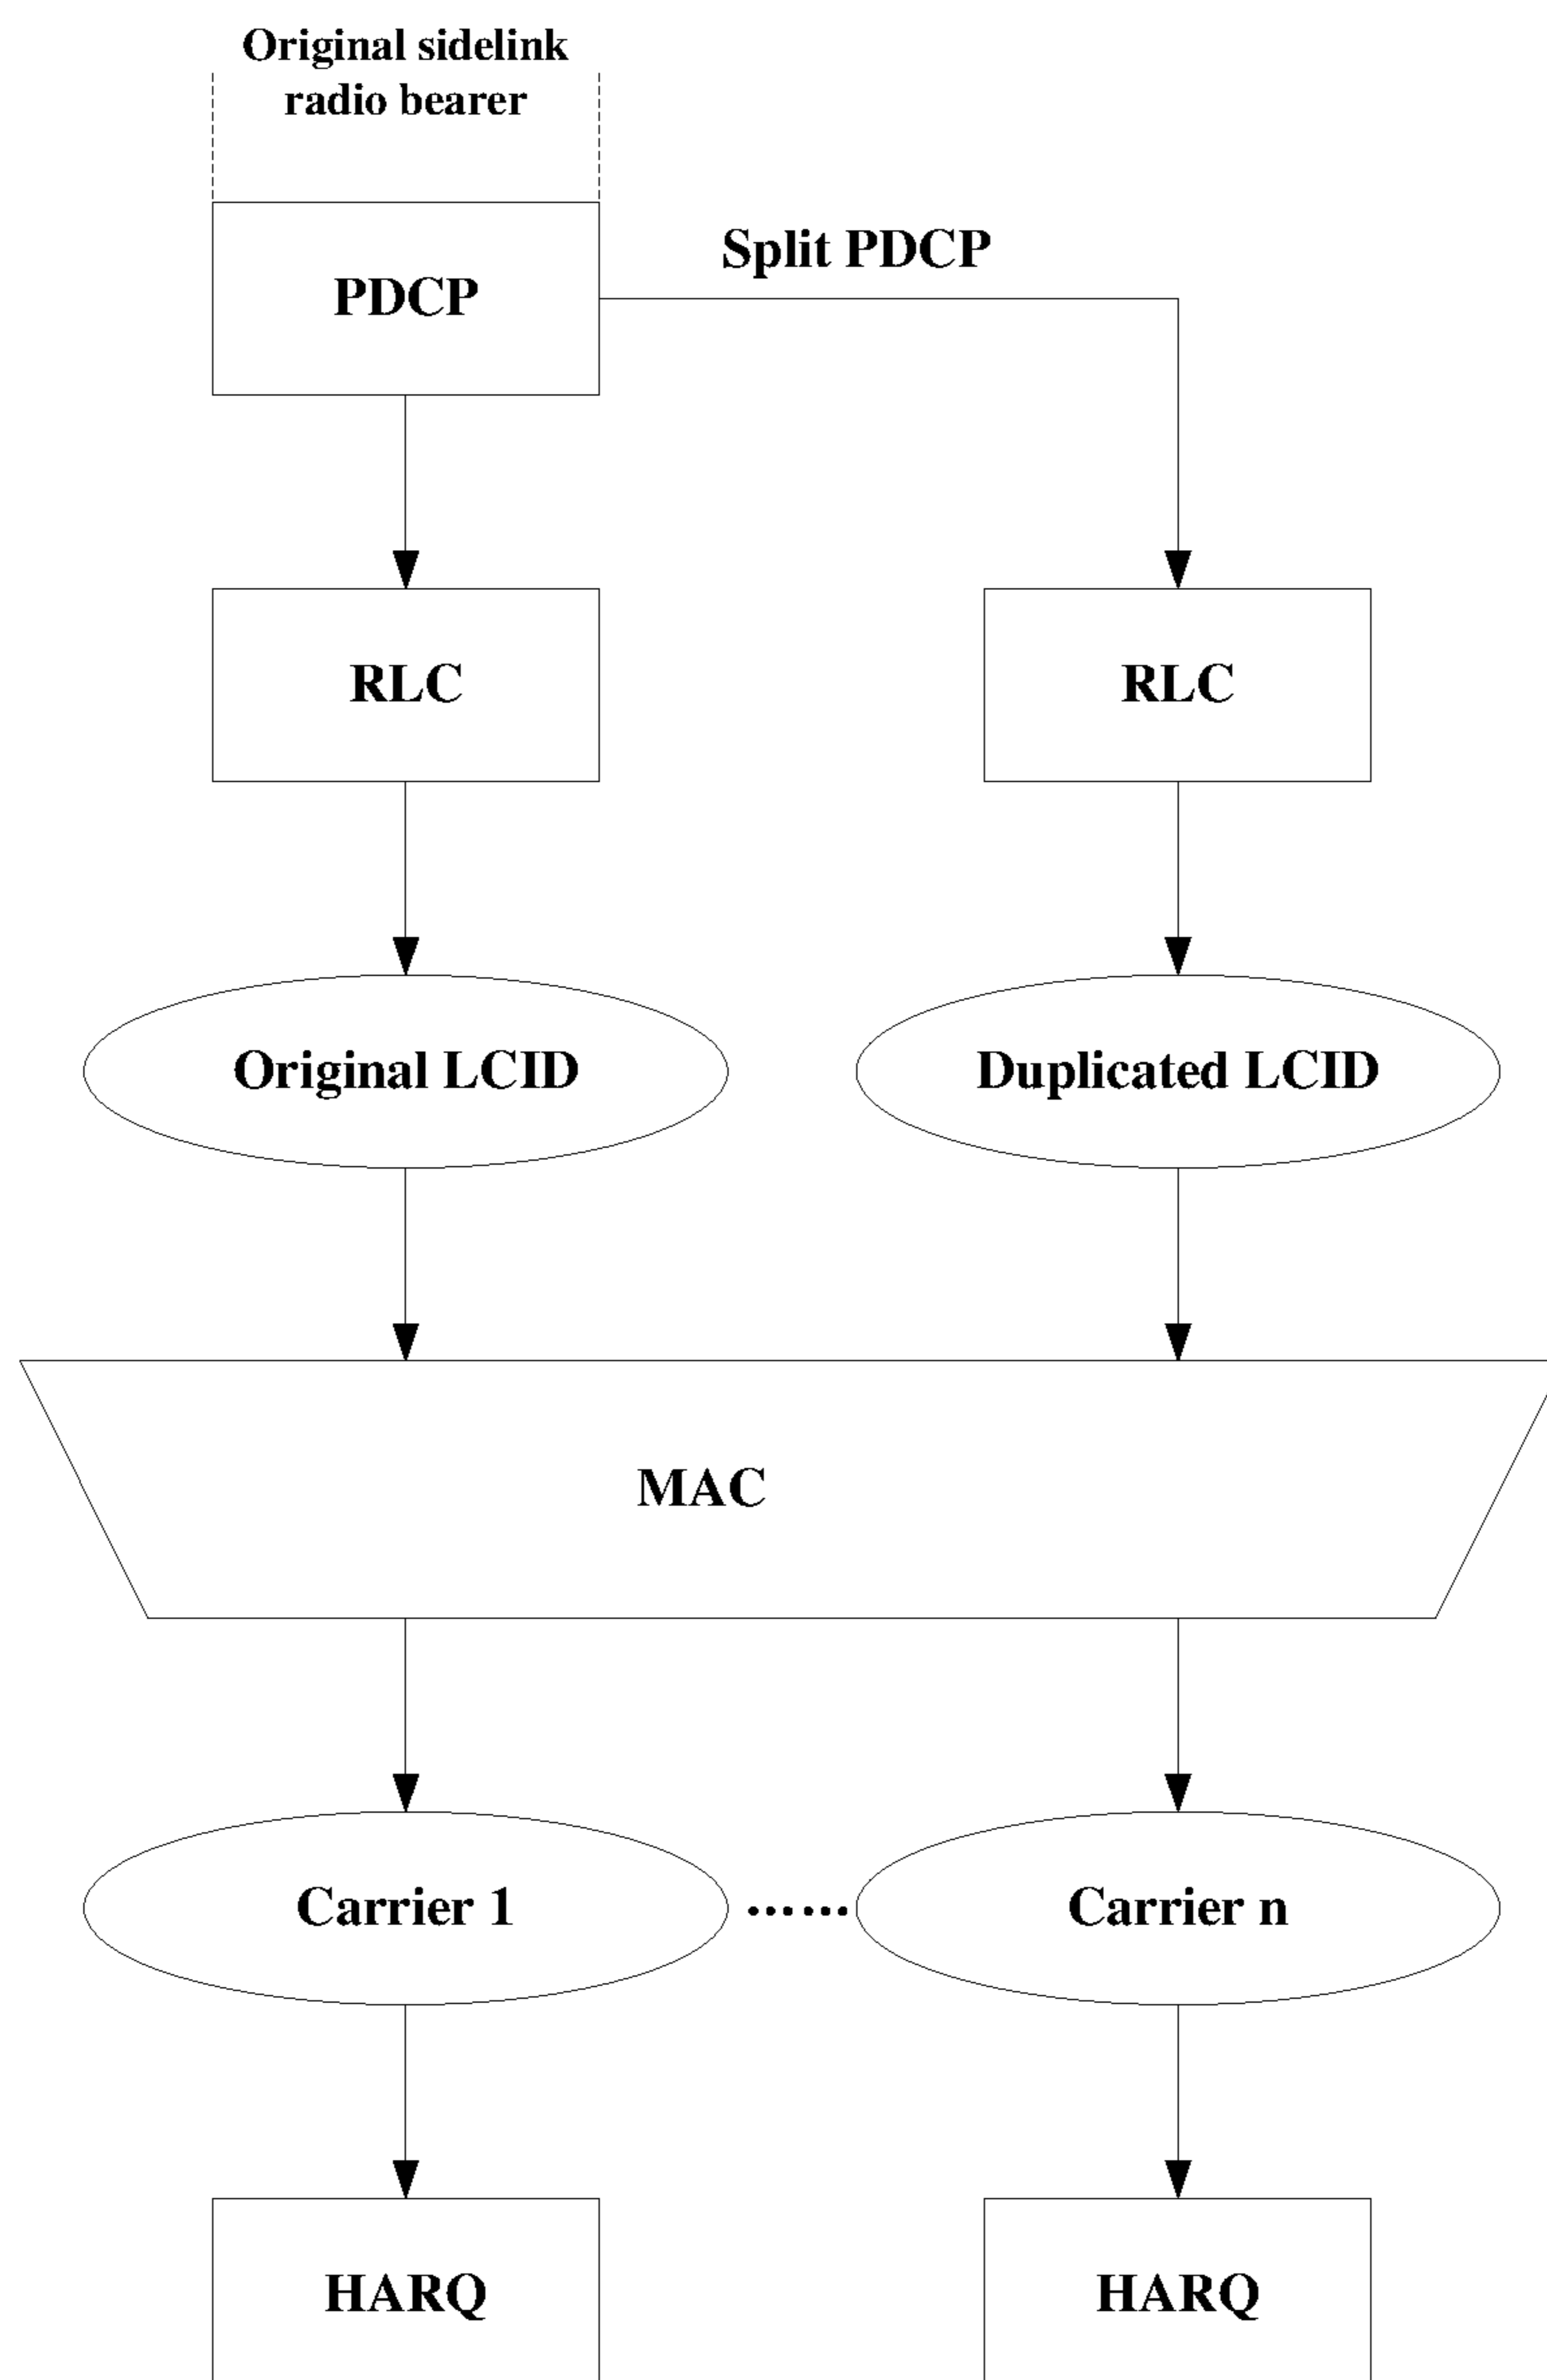 Original sidelink
radio bearer
Split PDCP
PDCP
RLC
RLC
Original LCID
Duplicated LCID
MAC
Carrier 1
......
Carrier n
HARQ
HARQ